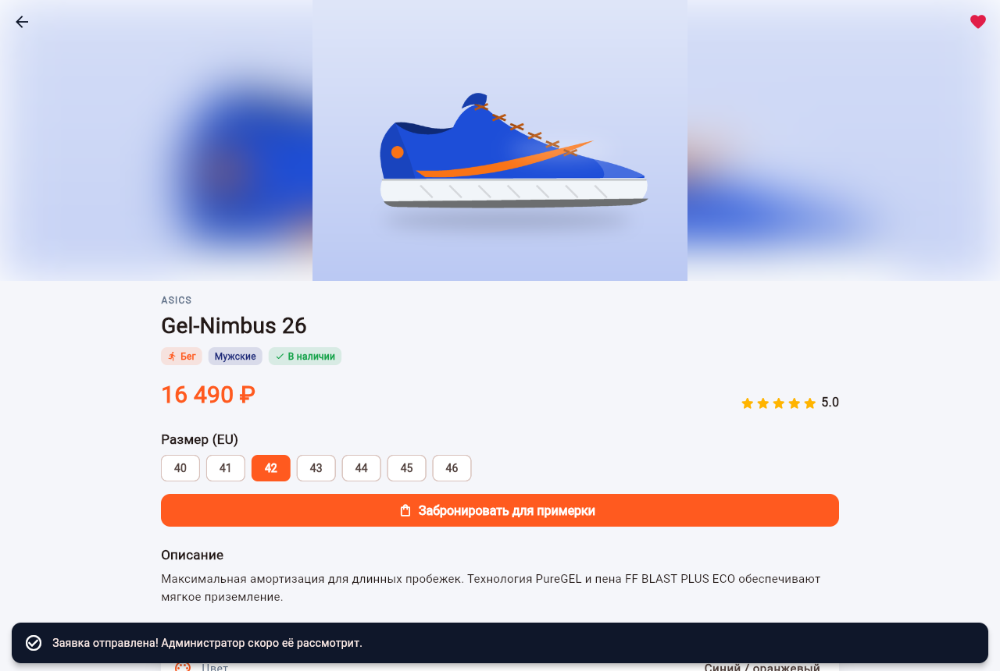 ASICS
Gel-Nimbus 26
Бег
Мужские
В наличии
16 490 ₽
5.0
Размер (EU)
40
41
42
43
44
45
46
Забронировать для примерки
Описание
Максимальная амортизация для длинных пробежек. Технология PureGEL и пена FF BLAST PLUS ECO обеспечивают
мягкое приземление.
Заявка отправлена! Администратор скоро её рассмотрит.
Цвет
Синий / оранжевый